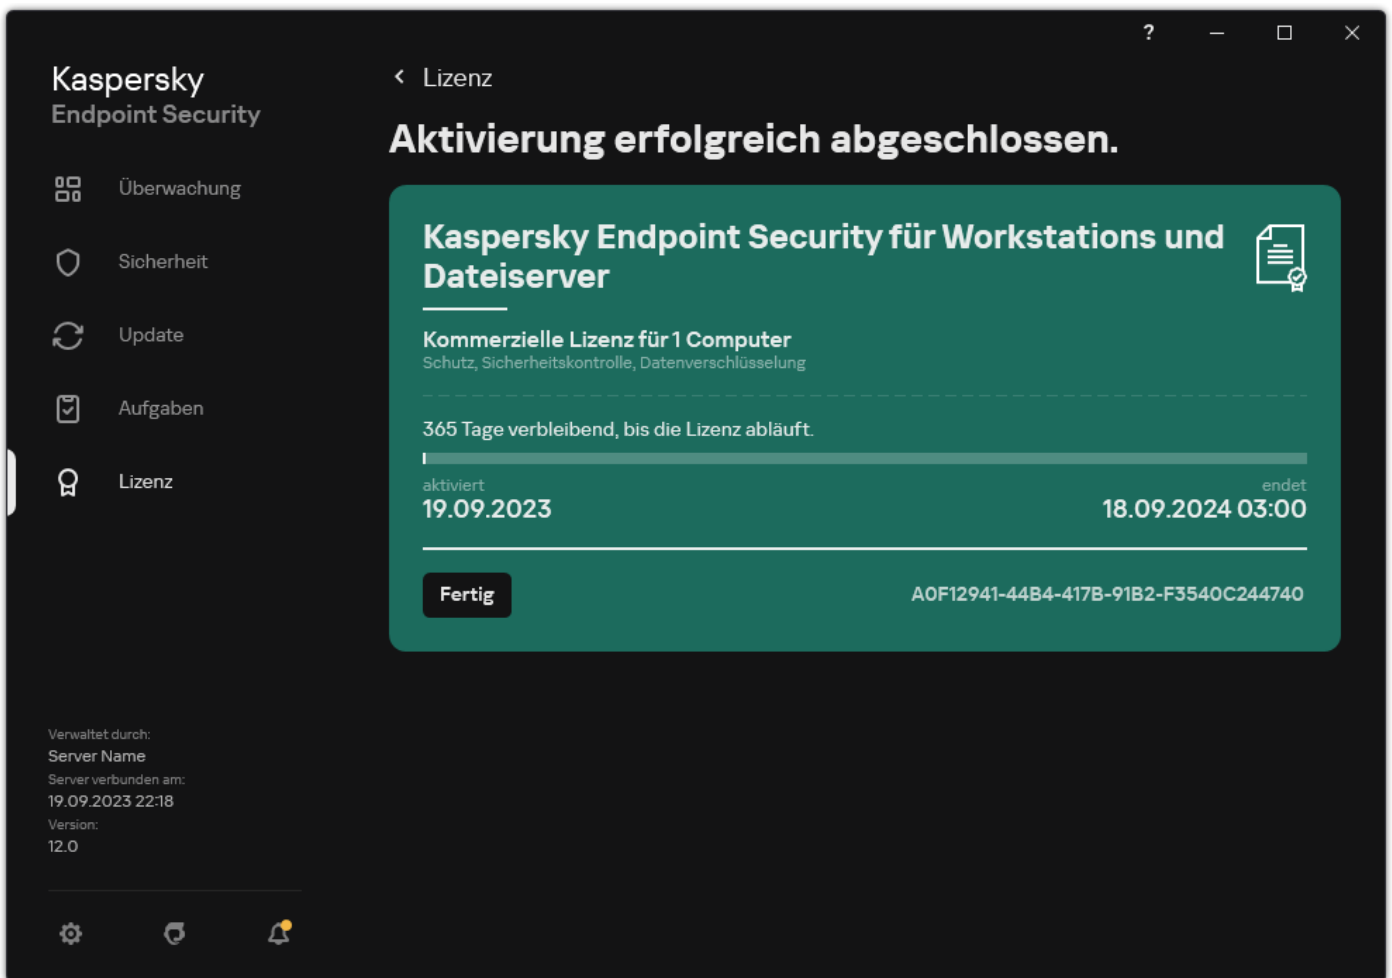 ?
Kaspersky
Endpoint Security
Überwachung
Sicherheit
Update
Aufgaben
Lizenz
Verwaltet durch:
Server Name
Server verbunden am:
19.09.2023 22:18
Version:
12.0
Lizenz
Aktivierung erfolgreich abgeschlossen.
Kaspersky Endpoint Security für Workstations und
Dateiserver
Kommerzielle Lizenz für 1 Computer
Schutz, Sicherheitskontrolle, Datenverschlüsselung
365 Tage verbleibend, bis die Lizenz abläuft.
aktiviert endet
19.09.2023 18.09.2024 03:00
Fertig A0F12941-44B4-417B-91B2-F3540C244740